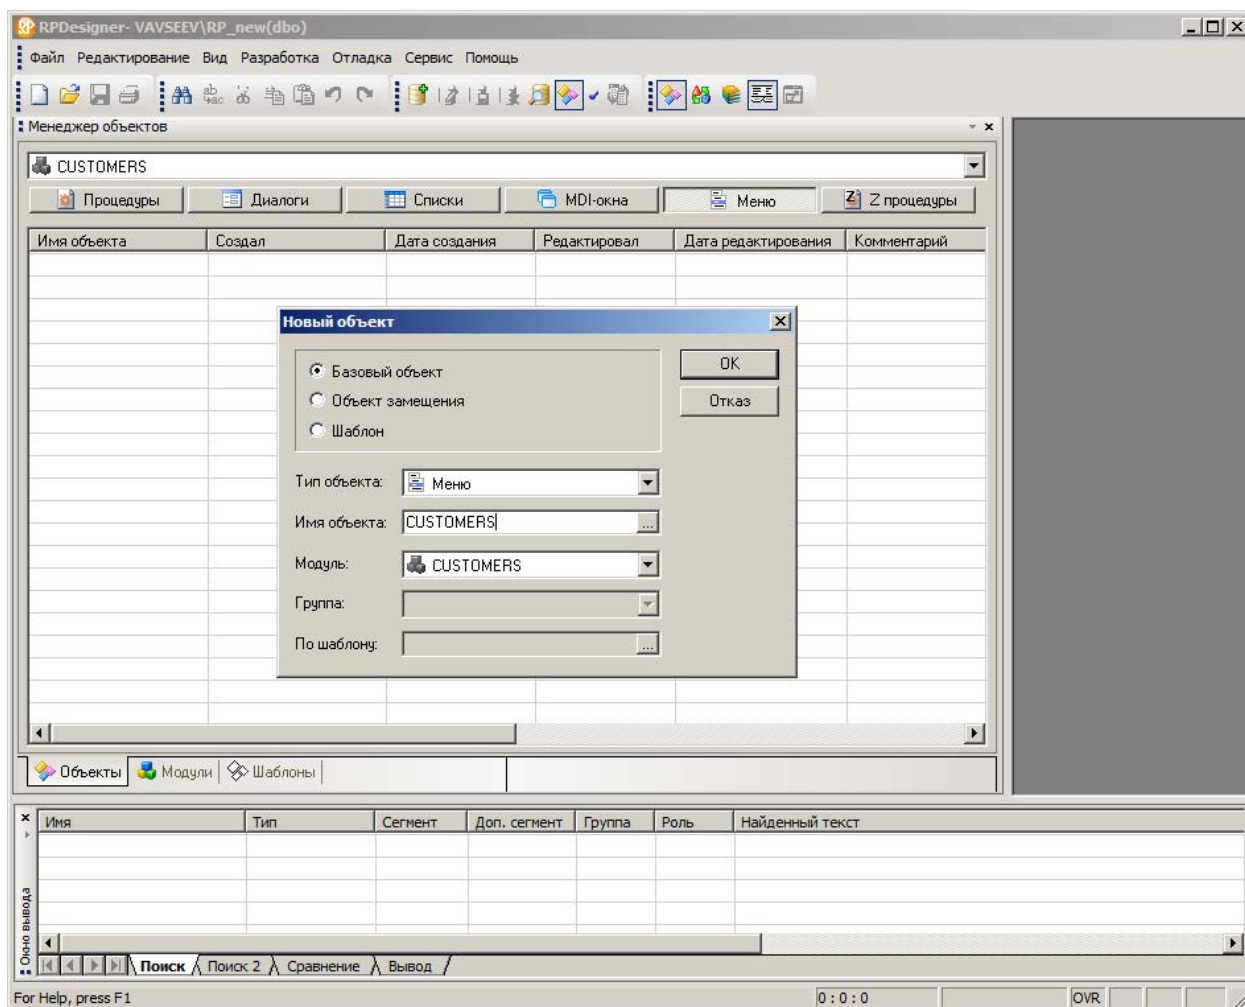 RPDesigner- VAVSEEV\RP_new(dbo)
Файл Редактирование Вид Разработка Отладка Сервис Помощь
Менеджер объектов
CUSTOMERS
Процедуры Диалоги Списки MDI-окна Меню Z процедуры
Имя объекта Создал Дата создания Редактировал Дата редактирования Комментарий
Новый объект
Базовый объект
OK
Объект замещения
Отказ
Шаблон
Тип объекта: Меню
Имя объекта: CUSTOMERS ...
Модуль: CUSTOMERS
Группа:
По шаблону: ...
Объекты Модули Шаблоны
Имя Тип Сегмент Доп. сегмент Группа Роль Найденный текст
Окно вывода
Поиск Поиск 2 Сравнение Вывод
For Help, press F1 0 : 0 : 0 OVR